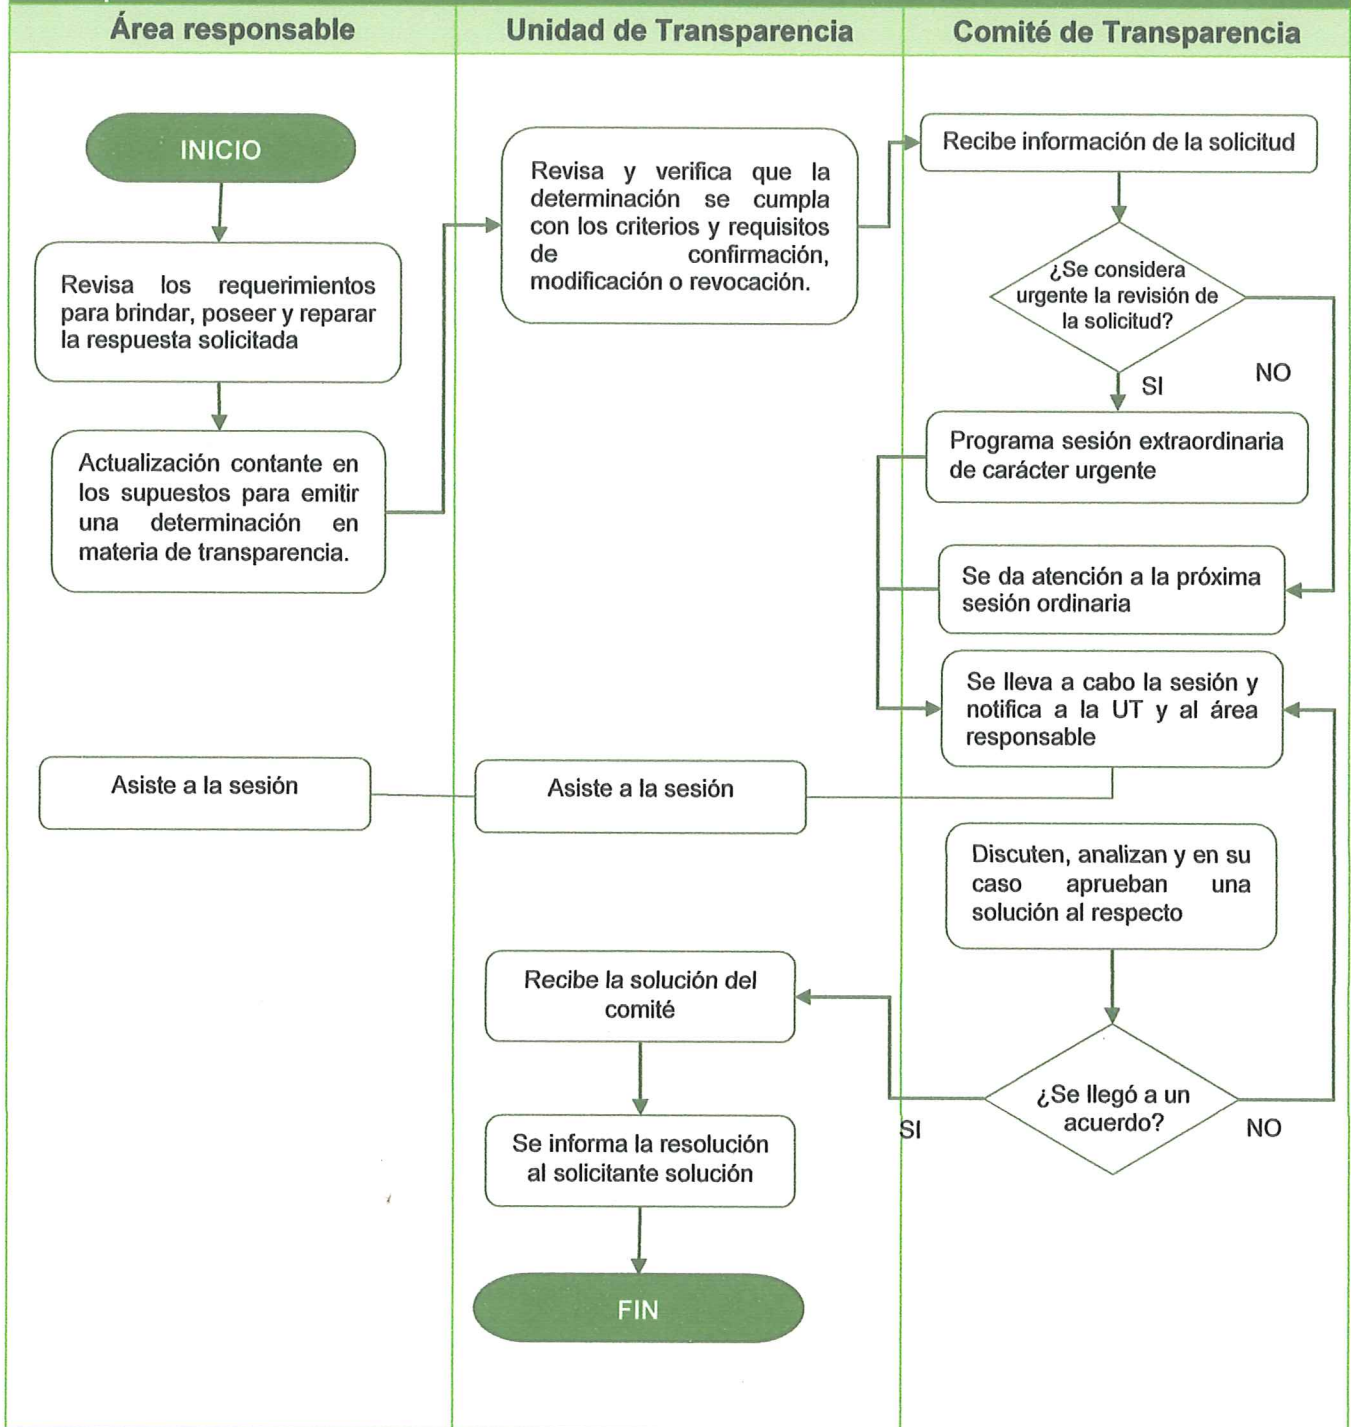 Área responsable
Unidad de Transparencia
Comité de Transparencia
INICIO
Revisa los requerimientos
para brindar, poseer y reparar
la respuesta solicitada
Actualización contante en
los supuestos para emitir
una determinación en
materia de transparencia.
Revisa y verifica que la
determinación se cumpla
con los criterios y requisitos
de confirmación,
modificación o revocación.
Recibe información de la solicitud
¿Se considera
urgente la revisión de
la solicitud?
SI
NO
Programa sesión extraordinaria
de carácter urgente
Se da atención a la próxima
sesión ordinaria
Se lleva a cabo la sesión y
notifica a la UT y al área
responsable
Asiste a la sesión
Asiste a la sesión
Discuten, analizan y en su
caso aprueban una
solución al respecto
¿Se llegó a un
acuerdo?
SI
NO
Recibe la solución del
comité
Se informa la resolución
al solicitante solución
FIN